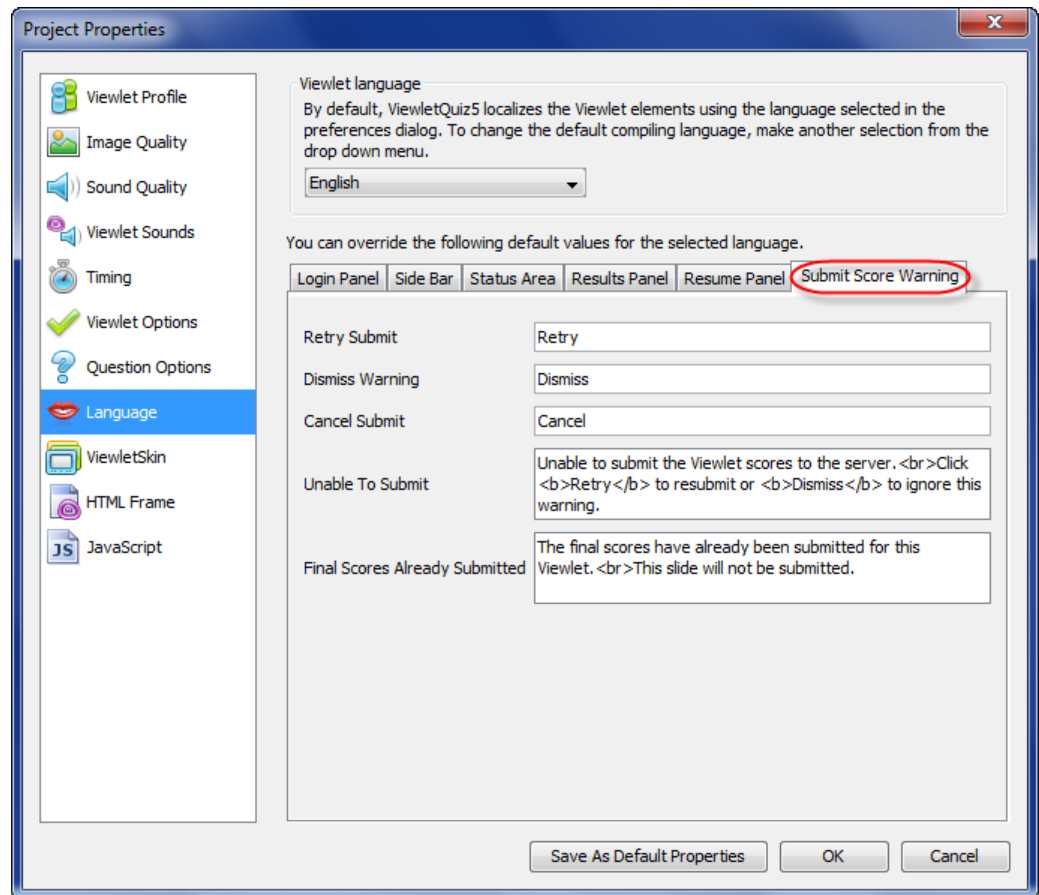 Project Properties
x
Viewlet Profile
Image Quality
Sound Quality
Viewlet Sounds
Timing
Viewlet Options
Question Options
Language
ViewletSkin
HTML Frame
JS JavaScript
Viewlet language
By default, ViewletQuiz5 localizes the Viewlet elements using the language selected in the
preferences dialog. To change the default compiling language, make another selection from the
drop down menu.
English
You can override the following default values for the selected language.
Login Panel Side Bar Status Area Results Panel Resume Panel Submit Score Warning
Retry Submit Retry
Dismiss Warning Dismiss
Cancel Submit Cancel
Unable To Submit
Unable to submit the Viewlet scores to the server.<br>Click
<b>Retry</b> to resubmit or <b>Dismiss</b> to ignore this
warning.
Final Scores Already Submitted
The final scores have already been submitted for this
Viewlet.<br>This slide will not be submitted.
Save As Default Properties OK Cancel